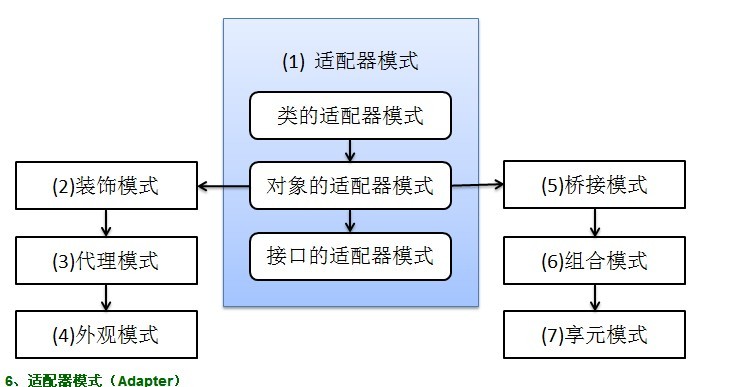 (1) 适配器模式
类的适配器模式
(2)装饰模式
对象的适配器模式
(5)桥接模式
(3)代理模式
接口的适配器模式
(6)组合模式
(4)外观模式
(7)享元模式
6、适配器模式（Adapter）